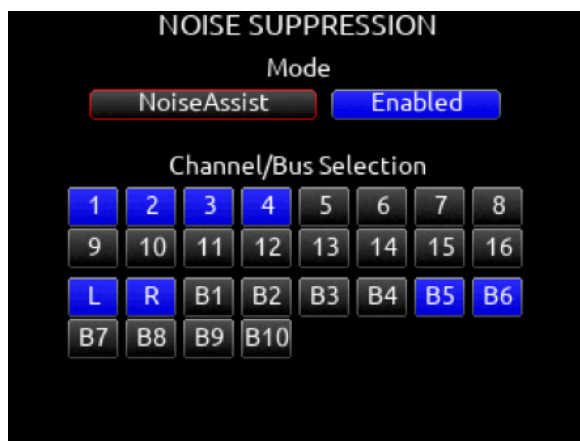 NOISE SUPPRESSION
Mode
NoiseAssist Enabled
Channel/Bus Selection
1 2 3 4 5 6 7 8
9 10 11 12 13 14 15 16
L R B1 B2 B3 B4 B5 B6
B7 B8 B9 B10